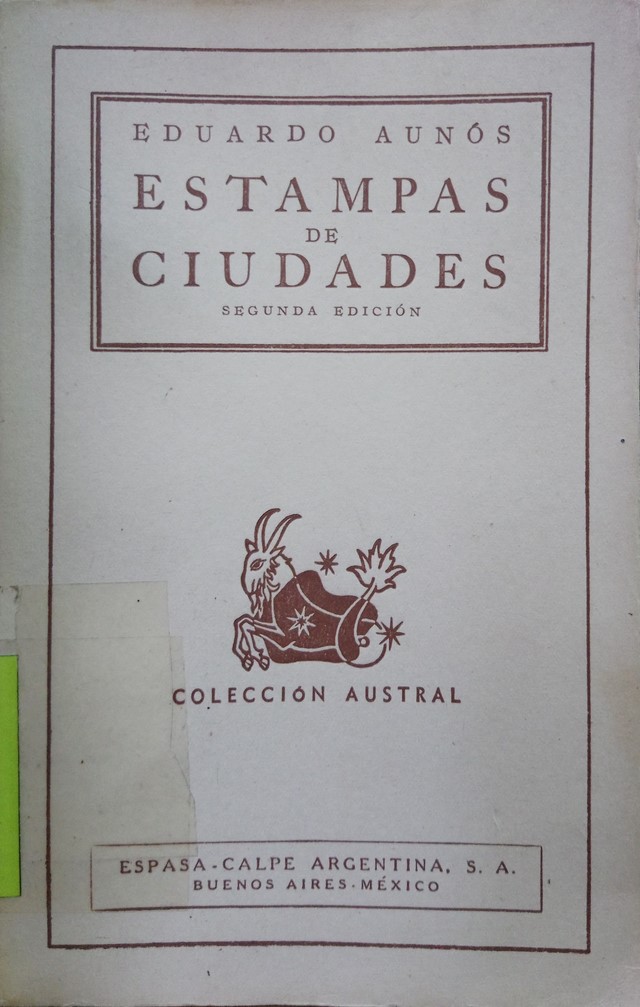 EDUARDO AUNÓS
ESTAMPAS
DE
CIUDADES
SEGUNDA EDICIÓN
COLECCIÓN AUSTRAL
ESPASA-CALPE ARGENTINA, S. A.
BUENOS AIRES-MÉXICO